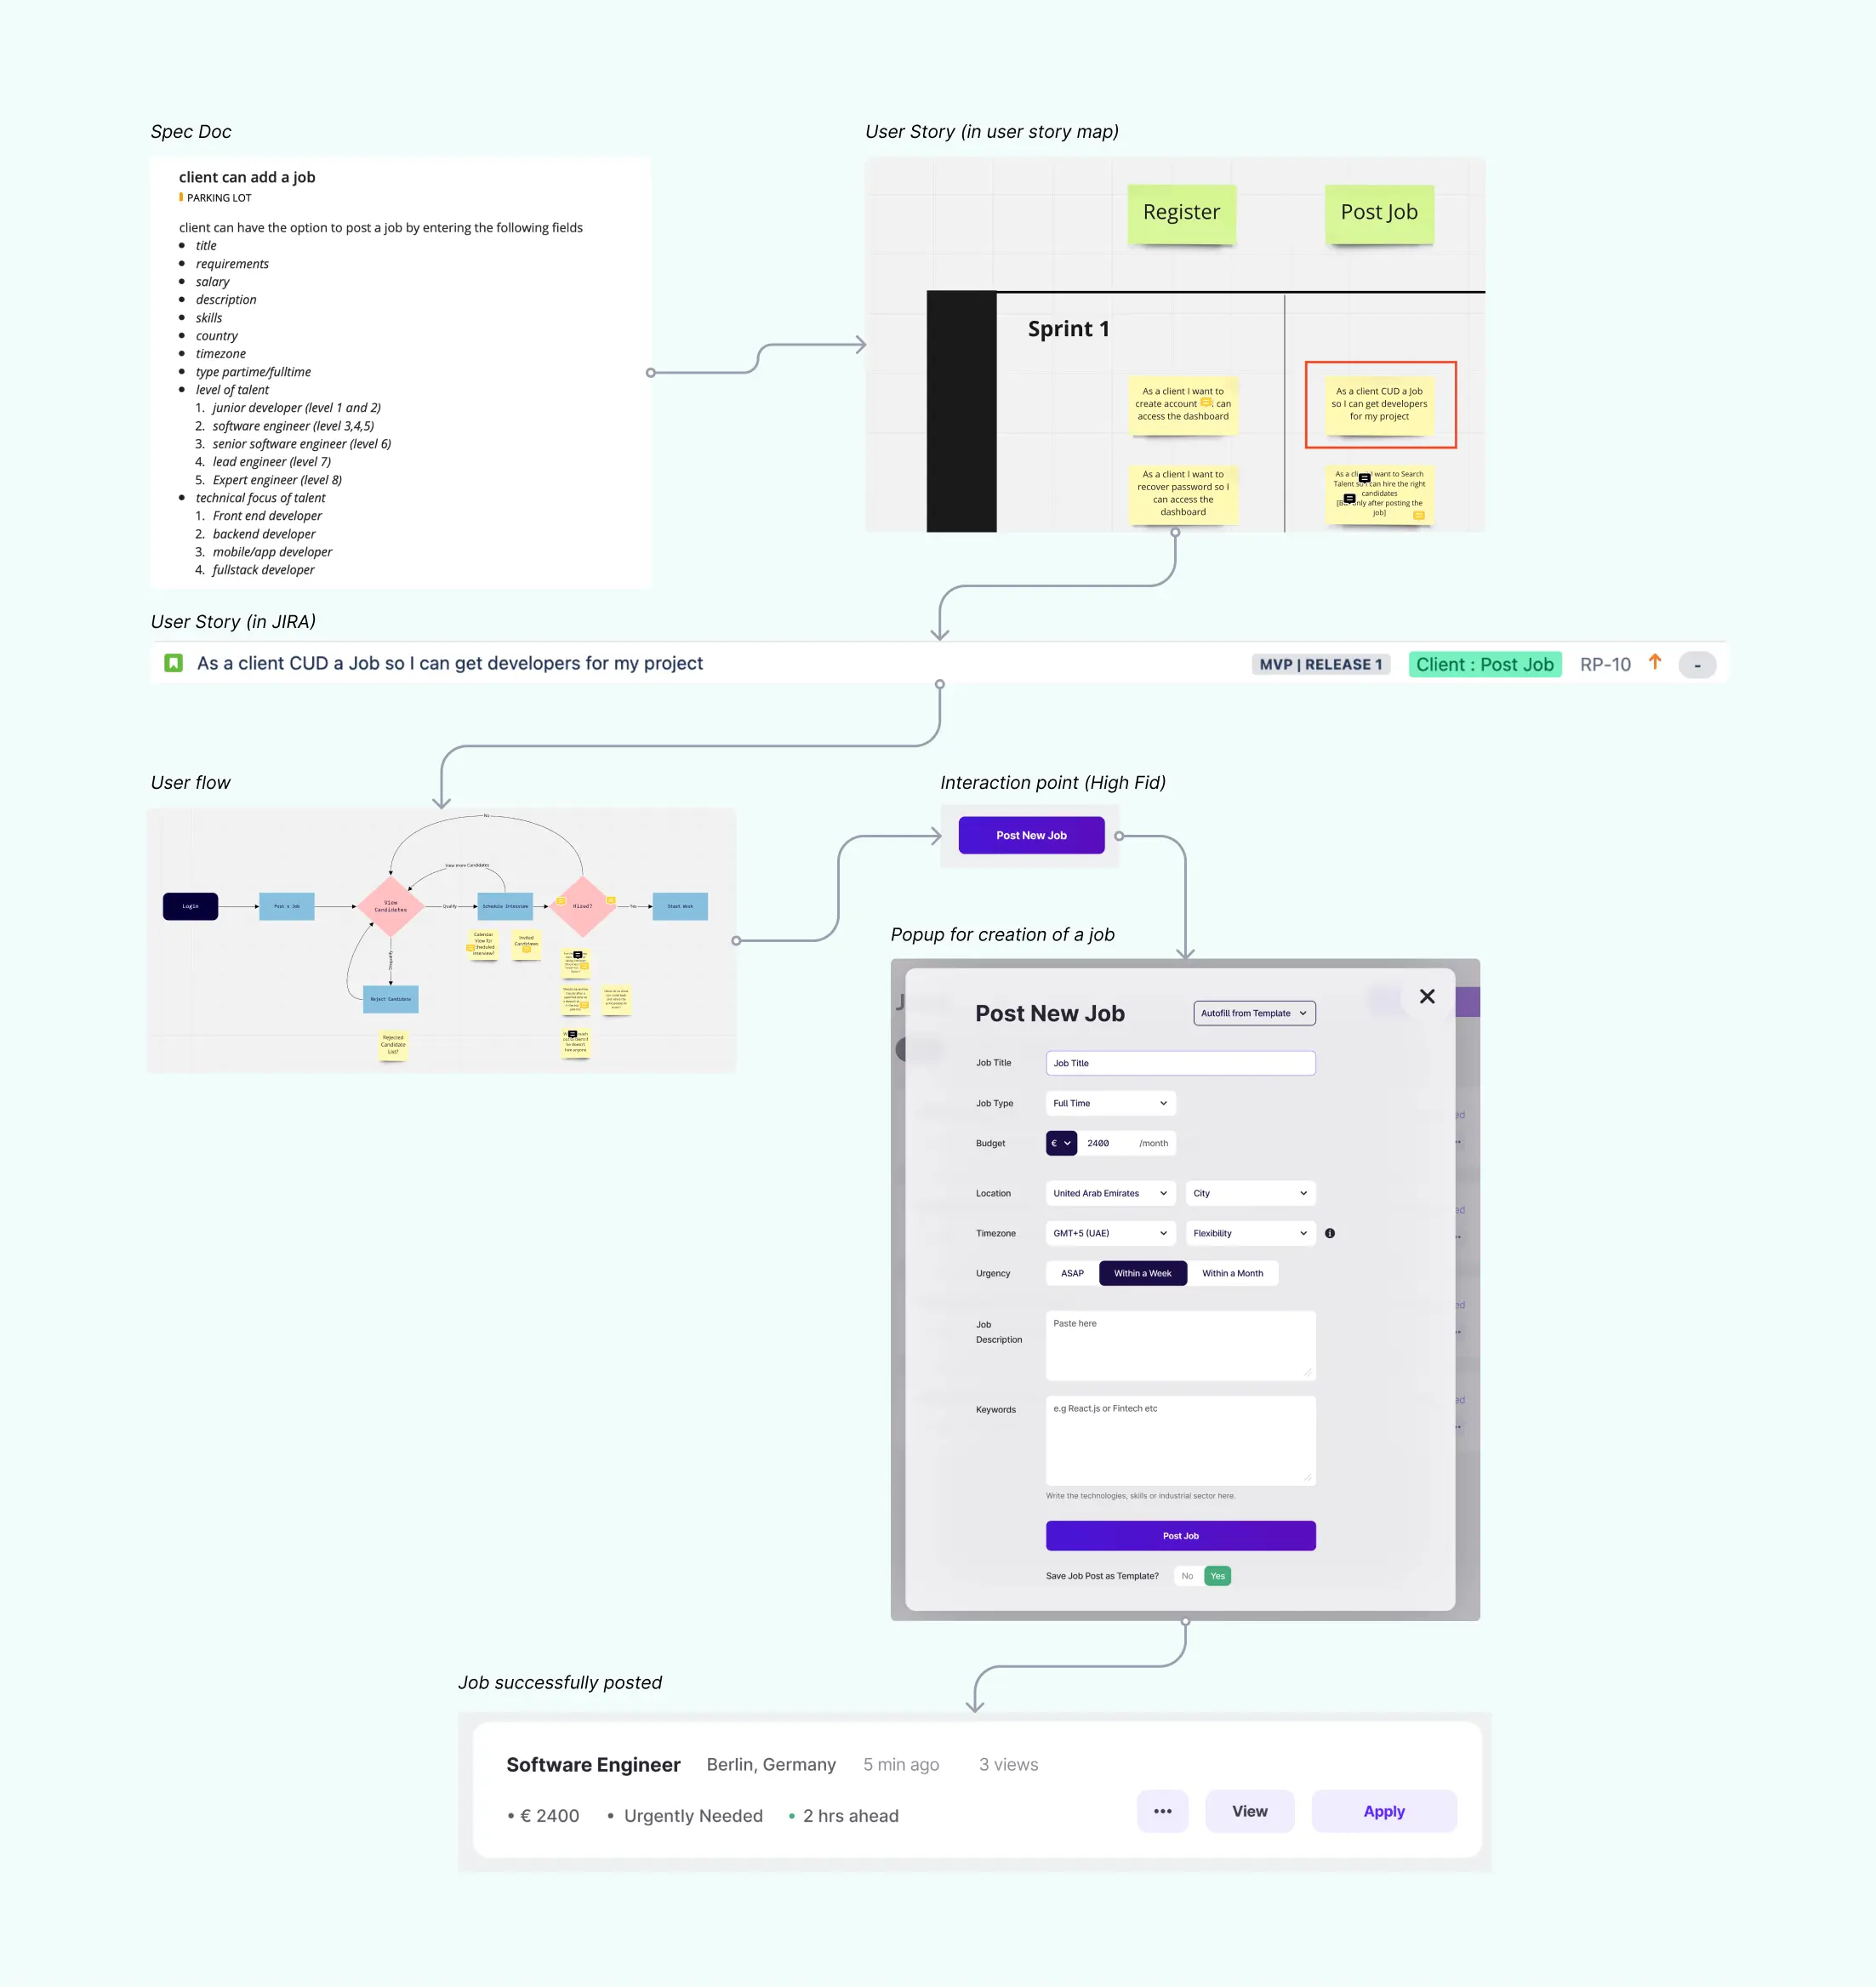 Spec Doc
client can add a job
PARKING LOT
client can have the option to post a job by entering the following fields
• title
• requirements
• salary
• description
• skills
• country
• timezone
• type partime/fulltime
• level of talent
1. junior developer (level 1 and 2)
2. software engineer (level 3,4,5)
3. senior software engineer (level 6)
4. lead engineer (level 7)
5. Expert engineer (level 8)
• technical focus of talent
1. Front end developer
2. backend developer
3. mobile/app developer
4. fullstack developer
User Story (in user story map)
Register
Post Job
Sprint 1
As a client I want to
create account can
access the dashboard
As a client CUD a Job
so I can get developers
for my project
As a client I want to
recover password so I
can access the
dashboard
As a want to Search
Talent so I can hire the right
candidates
only after posting the
job]
User Story (in JIRA)
As a client CUD a Job so I can get developers for my project
MVP | RELEASE 1
Client : Post Job
RP-10
-
User flow
No
View more Candidates
Login
Post a Job
View
Candidates
Qualify
Schedule Interview
Hired?
Yes
Start Work
Calendar
View for
scheduled
interview?
Invited
Candidates
Reject Candidate
Rejected
Candidate
List?
Interaction point (High Fid)
Post New Job
Popup for creation of a job
Post New Job
Autofill from Template
Job Title
Job Title
Job Type
Full Time
Budget
€
2400
/month
Location
United Arab Emirates
City
Timezone
GMT+5 (UAE)
Flexibility
Urgency
ASAP
Within a Week
Within a Month
Job
Description
Paste here
Keywords
e.g React.js or Fintech etc
Write the technologies, skills or industrial sector here.
Post Job
Save Job Post as Template?
No
Yes
Job successfully posted
Software Engineer
Berlin, Germany
5 min ago
3 views
• € 2400
• Urgently Needed
• 2 hrs ahead
•••
View
Apply